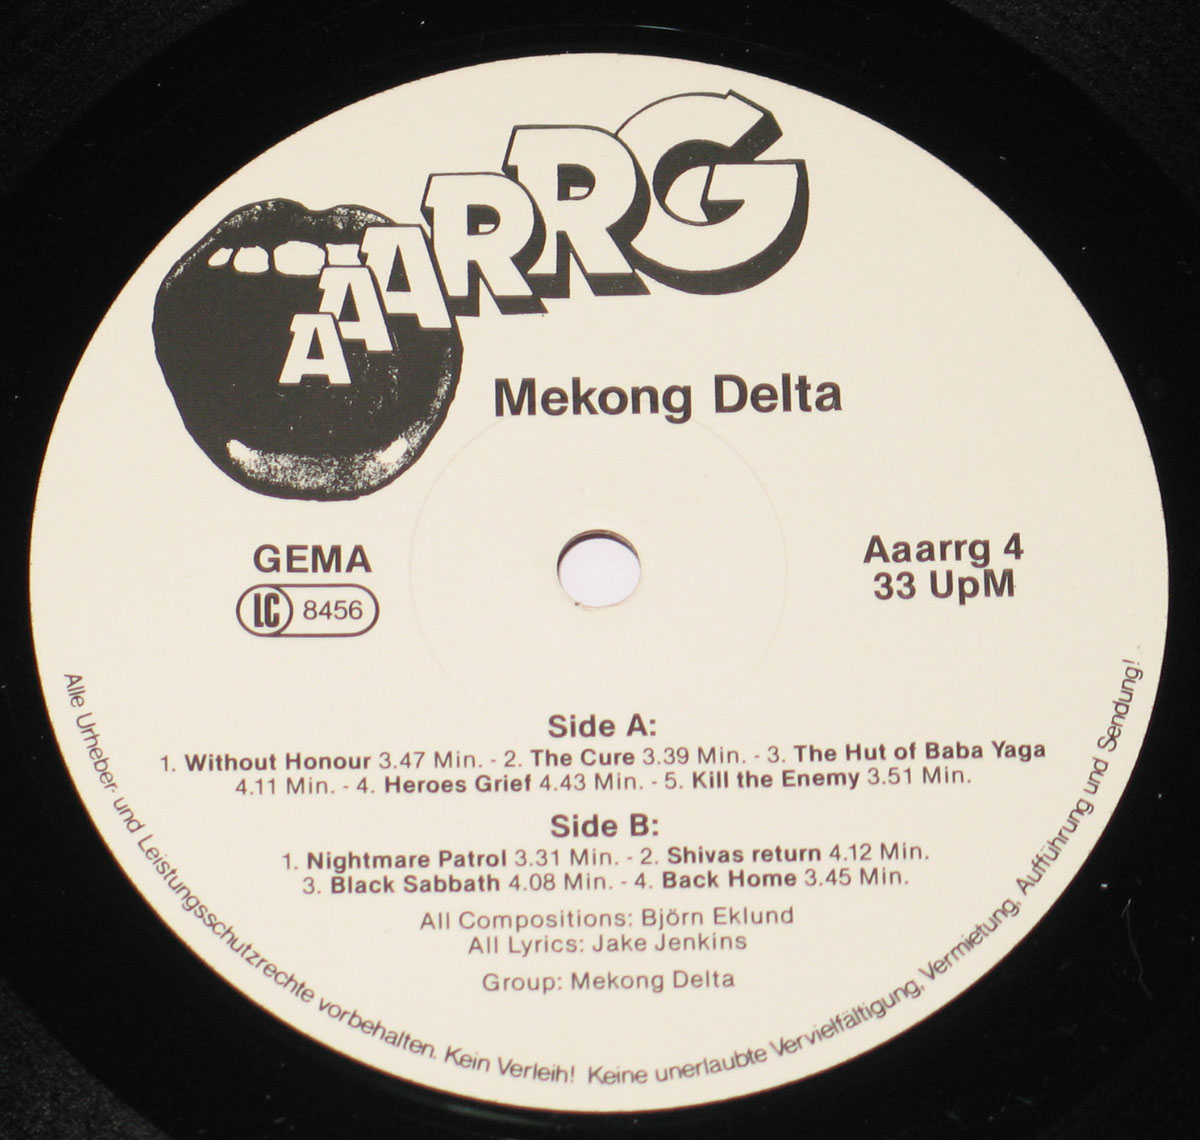 AAARRG
Mekong Delta
GEMA
LC 8456
Aaarrg 4
33 UpM
Side A:
1. Without Honour 3.47 Min. - 2. The Cure 3.39 Min. - 3. The Hut of Baba Yaga
4.11 Min. - 4. Heroes Grief 4.43 Min. - 5. Kill the Enemy 3.51 Min.
Side B:
1. Nightmare Patrol 3.31 Min. - 2. Shivas return 4.12 Min.
3. Black Sabbath 4.08 Min. - 4. Back Home 3.45 Min.
All Compositions: Björn Eklund
All Lyrics: Jake Jenkins
Group: Mekong Delta
Alle Urheber- und Leistungsschutzrechte vorbehalten. Kein Verleih! Keine unerlaubte Vervielfältigung, Vermietung, Aufführung und Sendung!